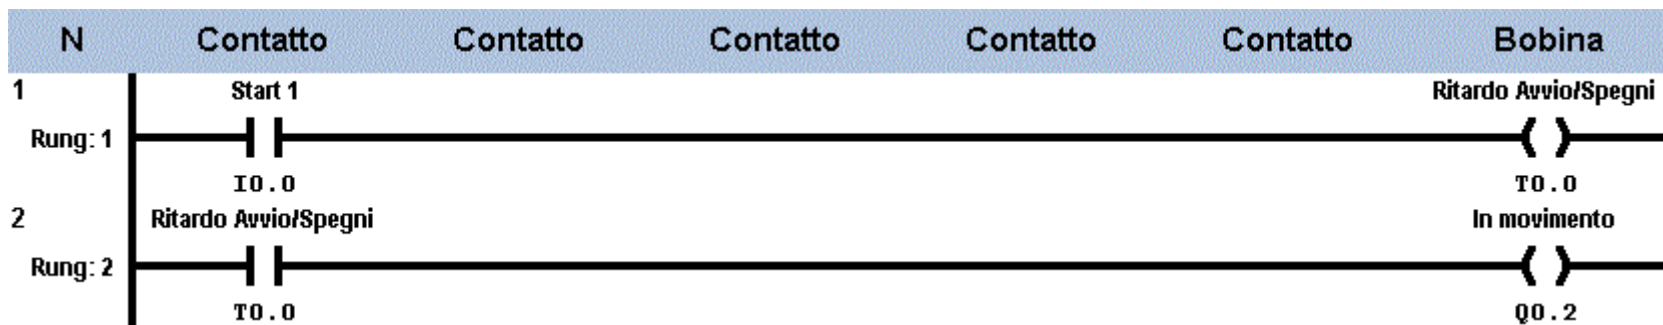 N Contatto Contatto Contatto Contatto Contatto Bobina
1 Start 1 Ritardo Avvio/Spegni
Rung: 1
I0.0 T0.0
2 Ritardo Avvio/Spegni In movimento
Rung: 2
T0.0 Q0.2